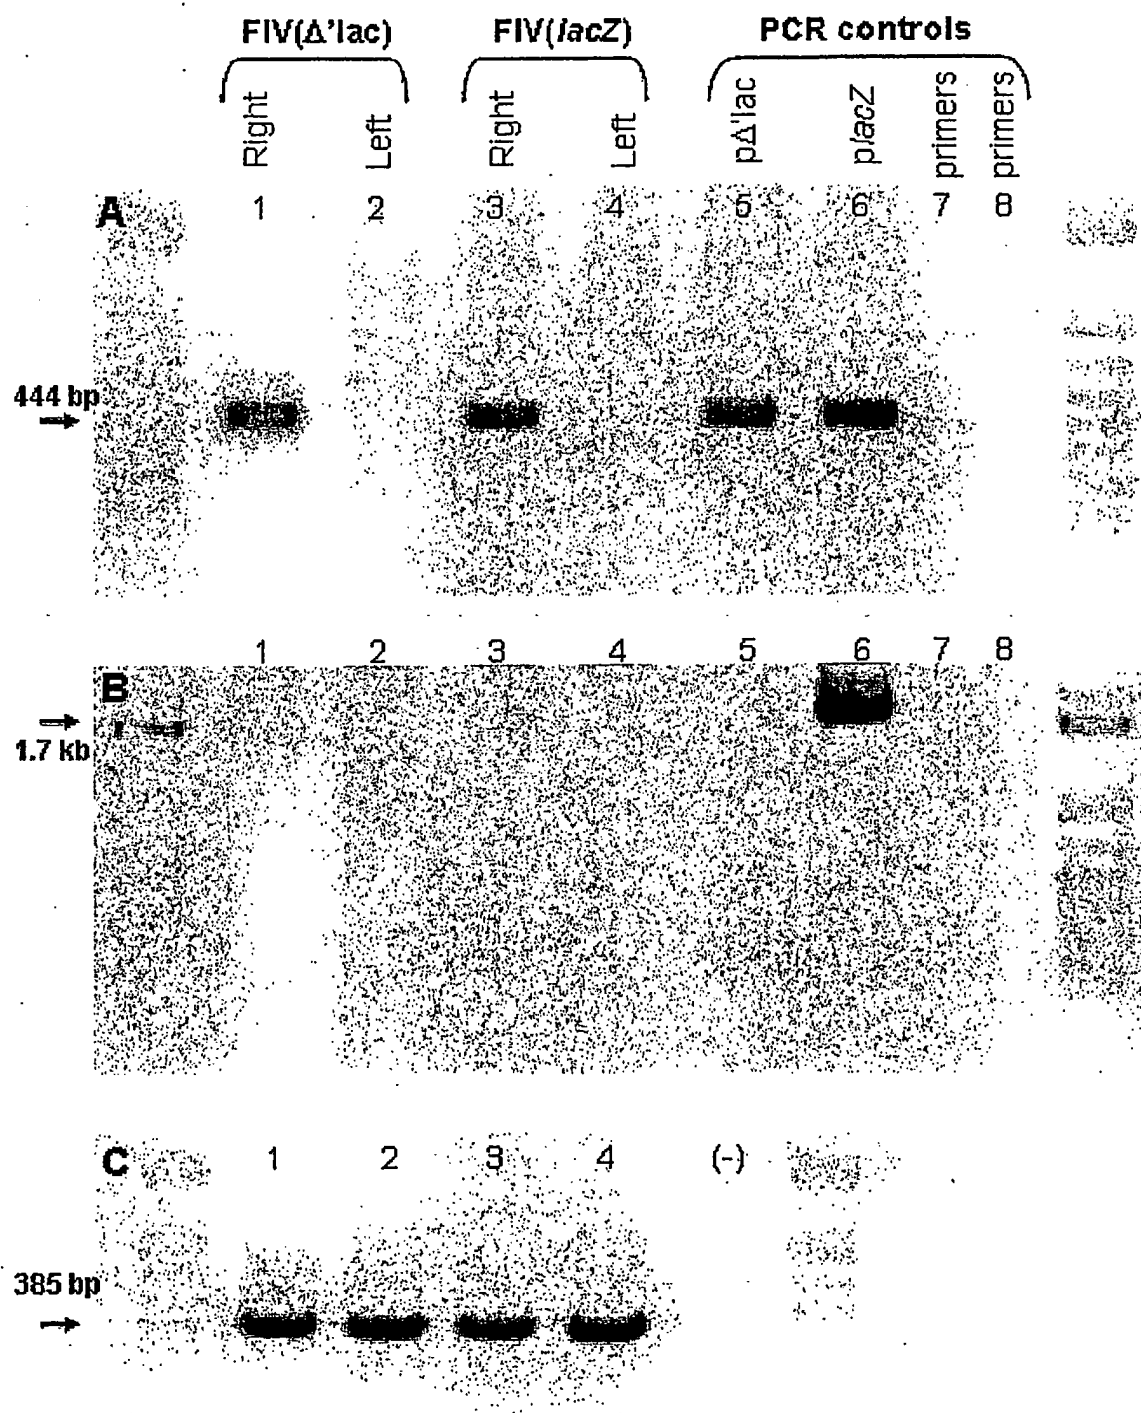 FIV(Δ'lac) FIV(lacZ) PCR controls
Right Left Right Left pΔ'lac placZ primers primers
A 1 2 3 4 5 6 7 8
444 bp
1 2 3 4 5 6 7 8
B
1.7 kb
C 1 2 3 4 (-)
385 bp